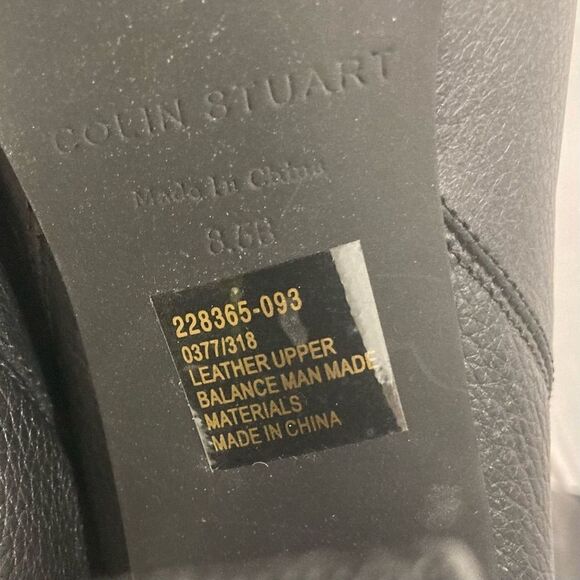 COLIN STUART
Made In China
8.5B
228365-093
0377/318
LEATHER UPPER
BALANCE MAN MADE
MATERIALS
MADE IN CHINA